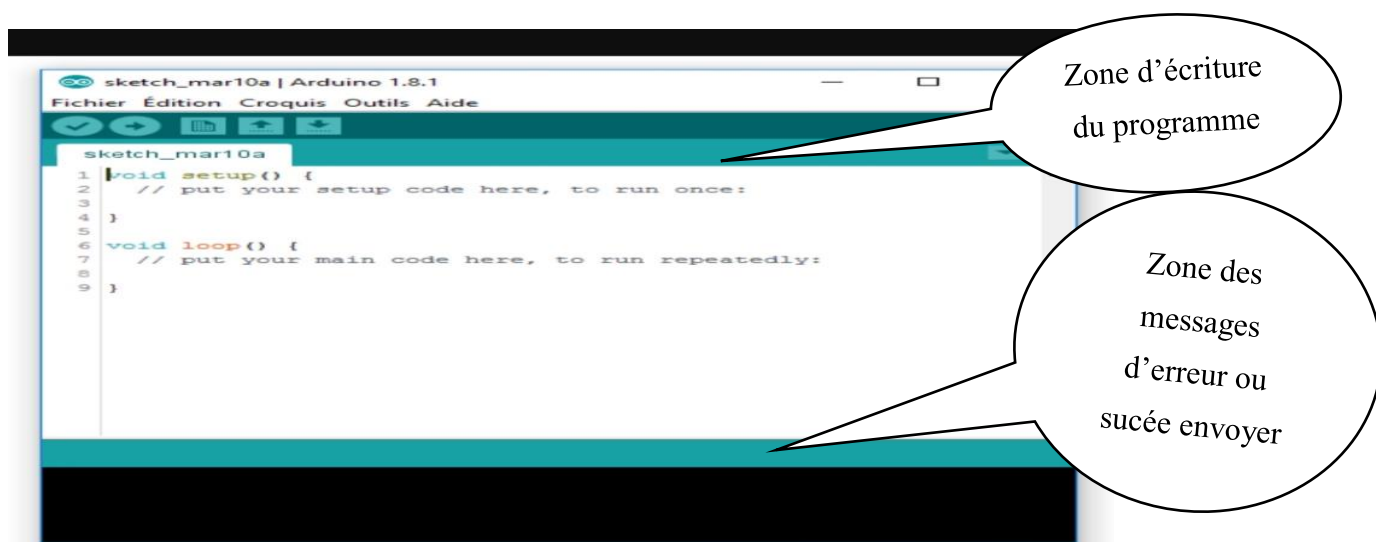 sketch_mar10a | Arduino 1.8.1
Fichier Édition Croquis Outils Aide
sketch_mar10a
1 void setup() {
2 // put your setup code here, to run once:
3
4 }
5
6 void loop() {
7 // put your main code here, to run repeatedly:
8
9 }
Zone d’écriture
du programme
Zone des
messages
d’erreur ou
sucée envoyer